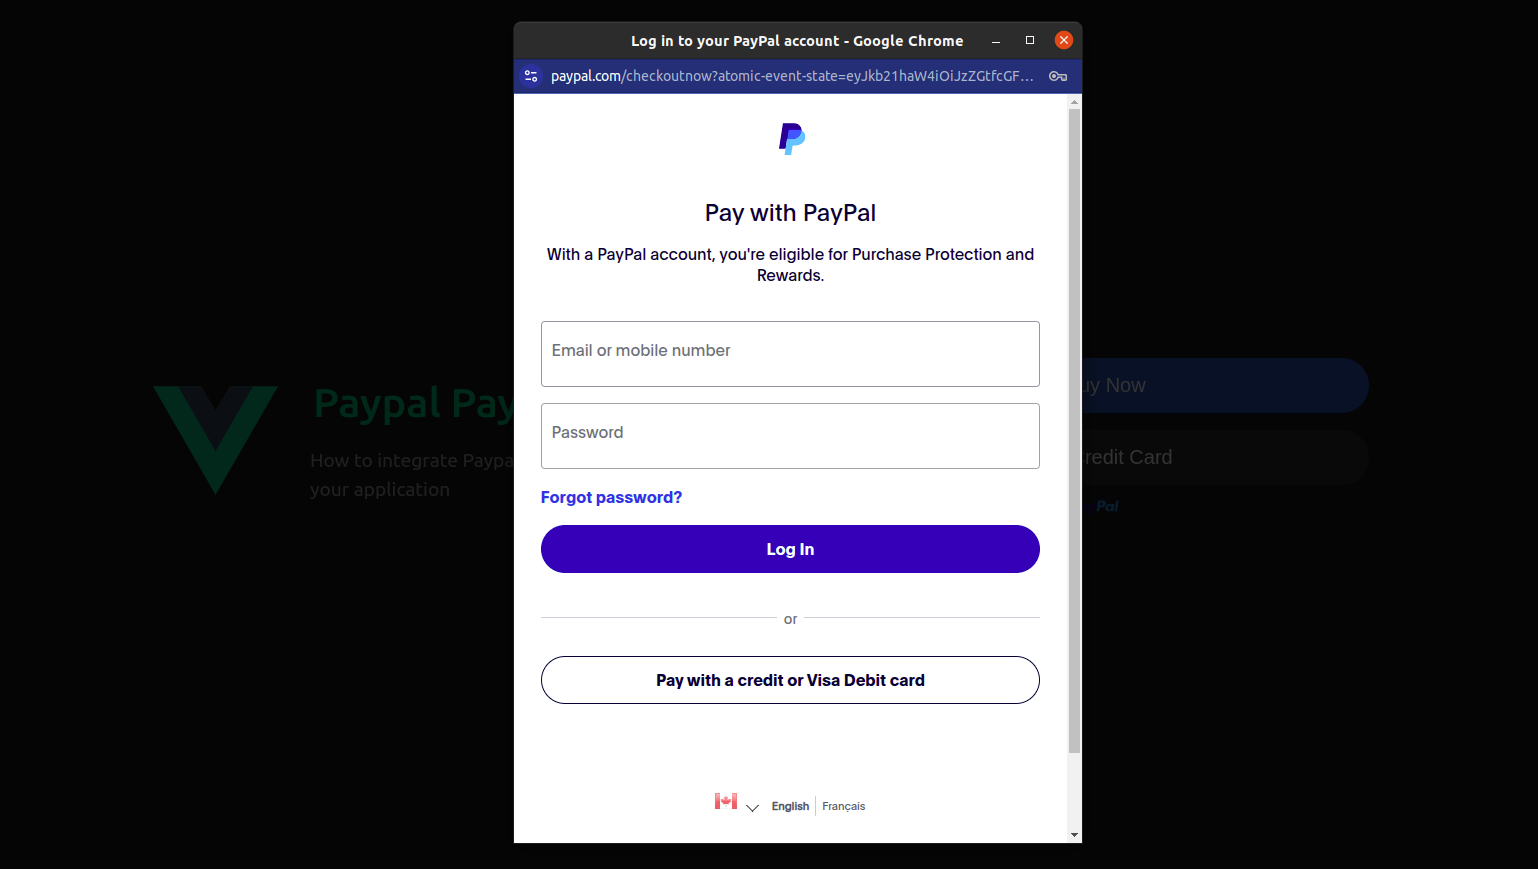 Log in to your PayPal account - Google Chrome
paypal.com/checkoutnow?atomic-event-state=eyJkb21haW4iOiJzZGtfcGF...
Pay with PayPal
With a PayPal account, you're eligible for Purchase Protection and
Rewards.
Email or mobile number
Password
Forgot password?
Log In
or
Pay with a credit or Visa Debit card
English Français
Paypal Pay
How to integrate Paypa
your application
uy Now
redit Card
Pal